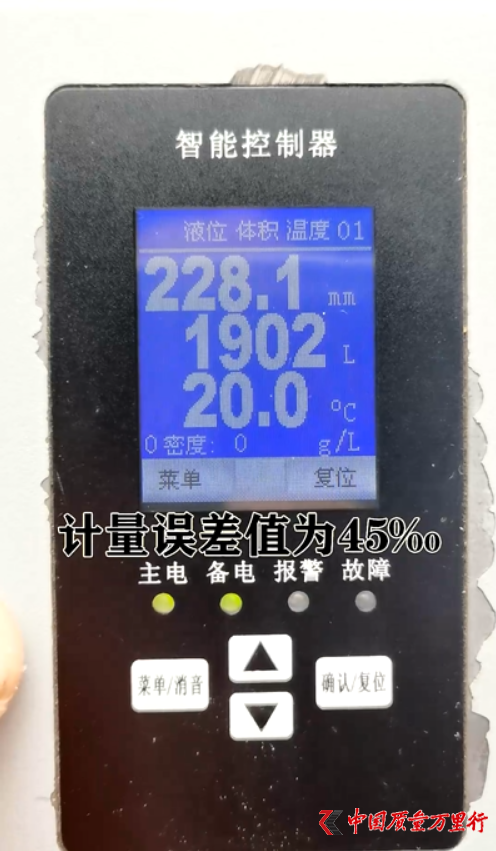 智能控制器
液位 体积 温度 01
228.1 mm
1902 L
20.0 ℃
0 密度: 0 g/L
菜单 复位
计量误差值为45‰
主电 备电 报警 故障
菜单/消音 确认/复位
中国质量万里行